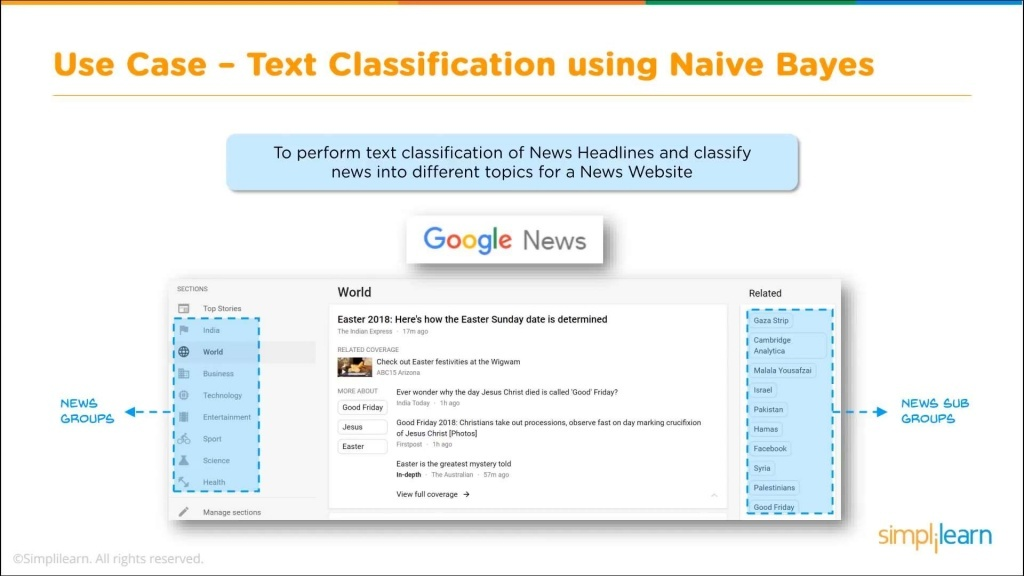 Use Case – Text Classification using Naive Bayes
To perform text classification of News Headlines and classify
news into different topics for a News Website
Google News
SECTIONS
Top Stories
India
World
Business
Technology
Entertainment
Sport
Science
Health
Manage sections
NEWS
GROUPS
World
Easter 2018: Here's how the Easter Sunday date is determined
The Indian Express · 17m ago
RELATED COVERAGE
Check out Easter festivities at the Wigwam
ABC15 Arizona
MORE ABOUT
Good Friday
Jesus
Easter
Ever wonder why the day Jesus Christ died is called 'Good' Friday?
India Today · 1h ago
Good Friday 2018: Christians take out processions, observe fast on day marking crucifixion
of Jesus Christ [Photos]
Firstpost · 1h ago
Easter is the greatest mystery told
In-depth · The Australian · 57m ago
View full coverage →
Related
Gaza Strip
Cambridge
Analytica
Malala Yousafzai
Israel
Pakistan
Hamas
Facebook
Syria
Palestinians
Good Friday
NEWS SUB
GROUPS
©Simplilearn. All rights reserved.
simplilearn